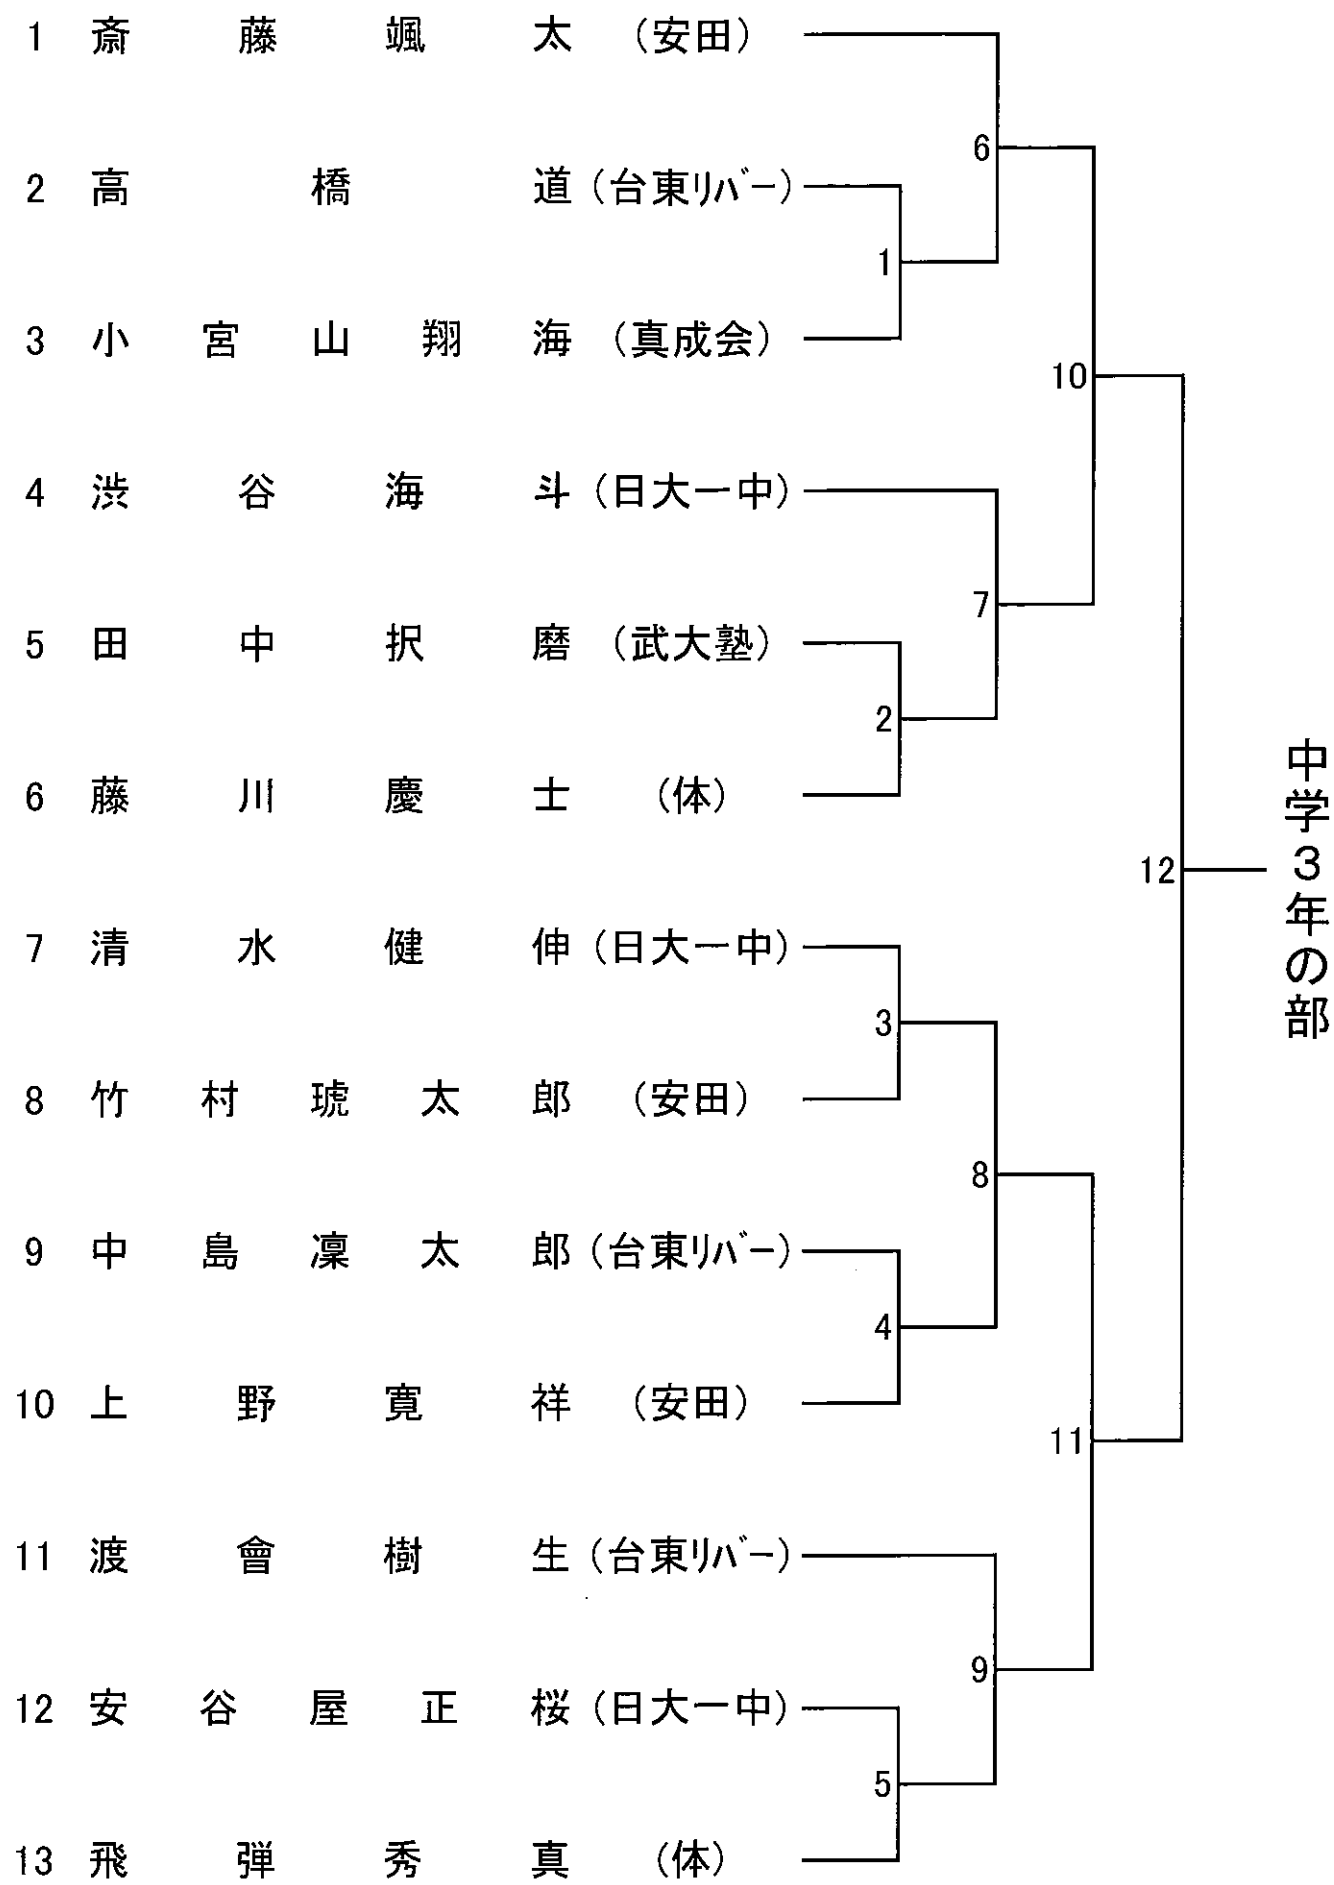 1 斎藤颯太 (安田)
2 高橋道 (台東リバー)
3 小宮山翔海 (真成会)
4 渋谷海斗 (日大一中)
5 田中択磨 (武大塾)
6 藤川慶士 (体)
7 清水健伸 (日大一中)
8 竹村琥太郎 (安田)
9 中島凜太郎 (台東リバー)
10 上野寛祥 (安田)
11 渡會樹生 (台東リバー)
12 安谷屋正桜 (日大一中)
13 飛弾秀真 (体)
1
2
3
4
5
6
7
8
9
10
11
12
中学3年の部